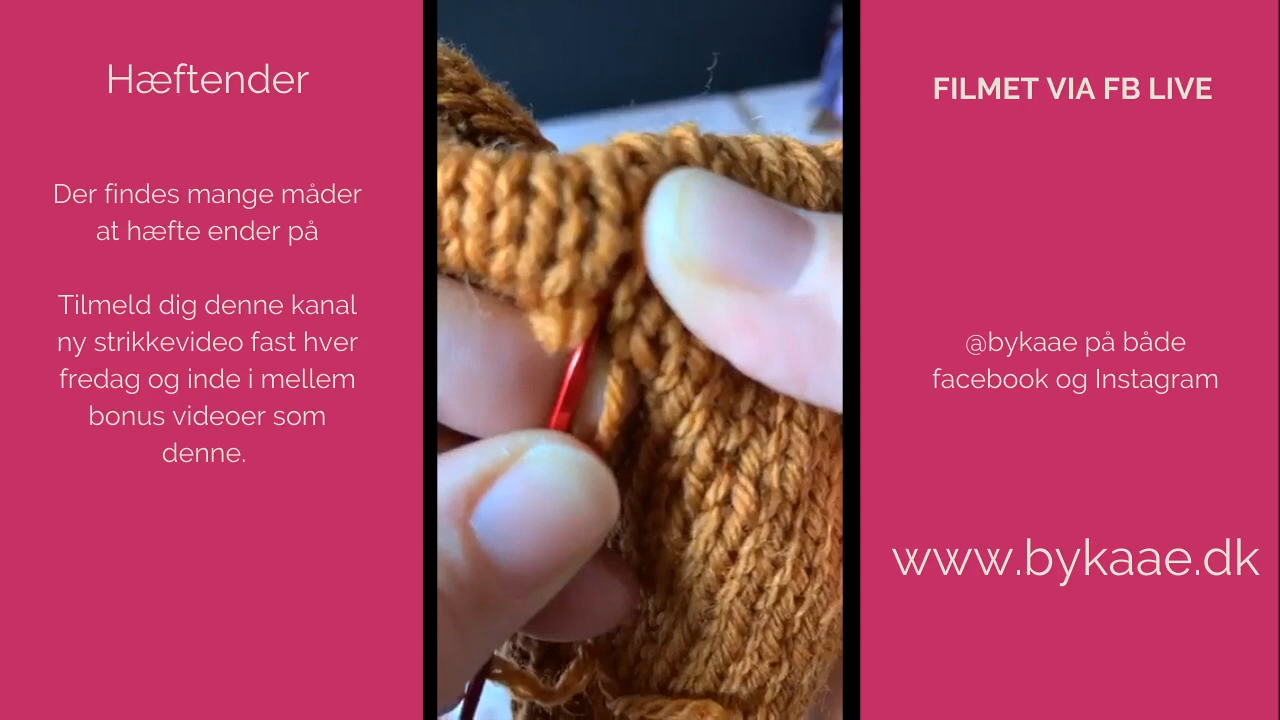 Hæftender
Der findes mange måder
at hæfte ender på
Tilmeld dig denne kanal
ny strikkevideo fast hver
fredag og inde i mellem
bonus videoer som
denne.
FILMET VIA FB LIVE
@bykaae på både
facebook og Instagram
www.bykaae.dk